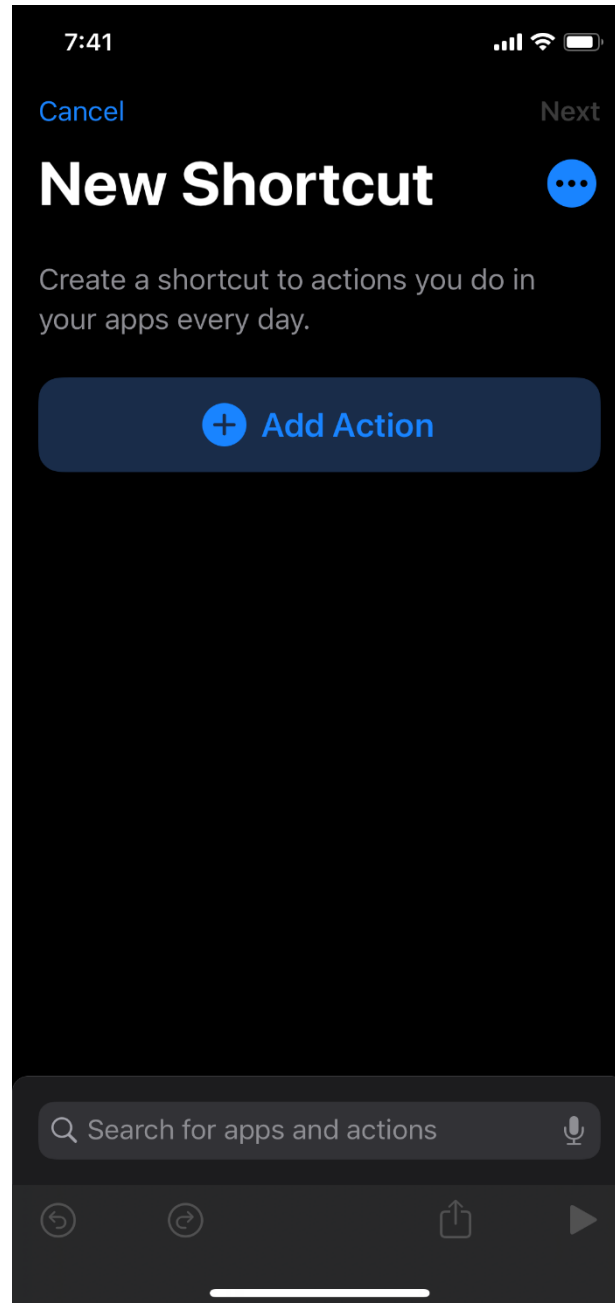 7:41
Cancel
Next
New Shortcut
Create a shortcut to actions you do in
your apps every day.
Add Action
Search for apps and actions